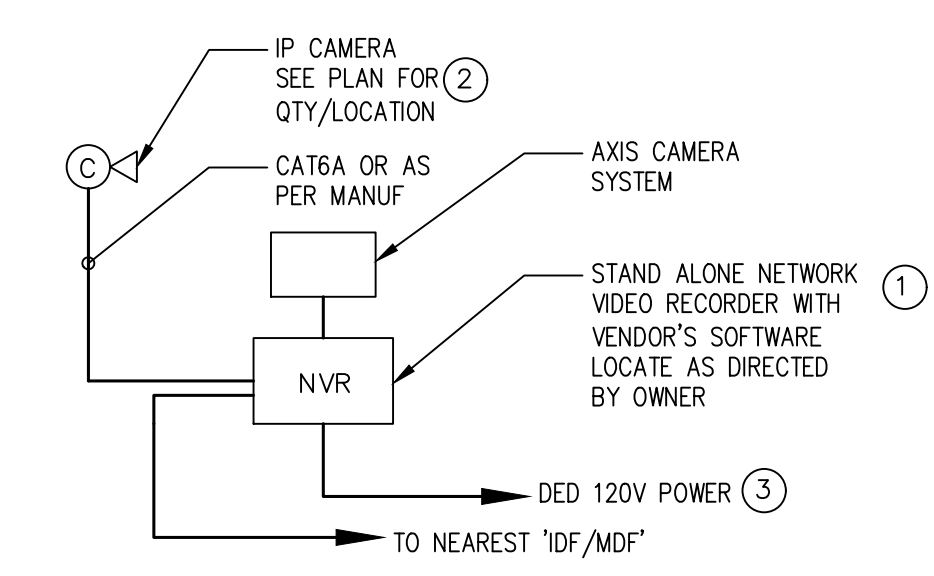 IP CAMERA
SEE PLAN FOR 2
QTY/LOCATION
C
CAT6A OR AS
PER MANUF
AXIS CAMERA
SYSTEM
STAND ALONE NETWORK 1
VIDEO RECORDER WITH
VENDOR'S SOFTWARE
LOCATE AS DIRECTED
BY OWNER
NVR
DED 120V POWER 3
TO NEAREST 'IDF/MDF'